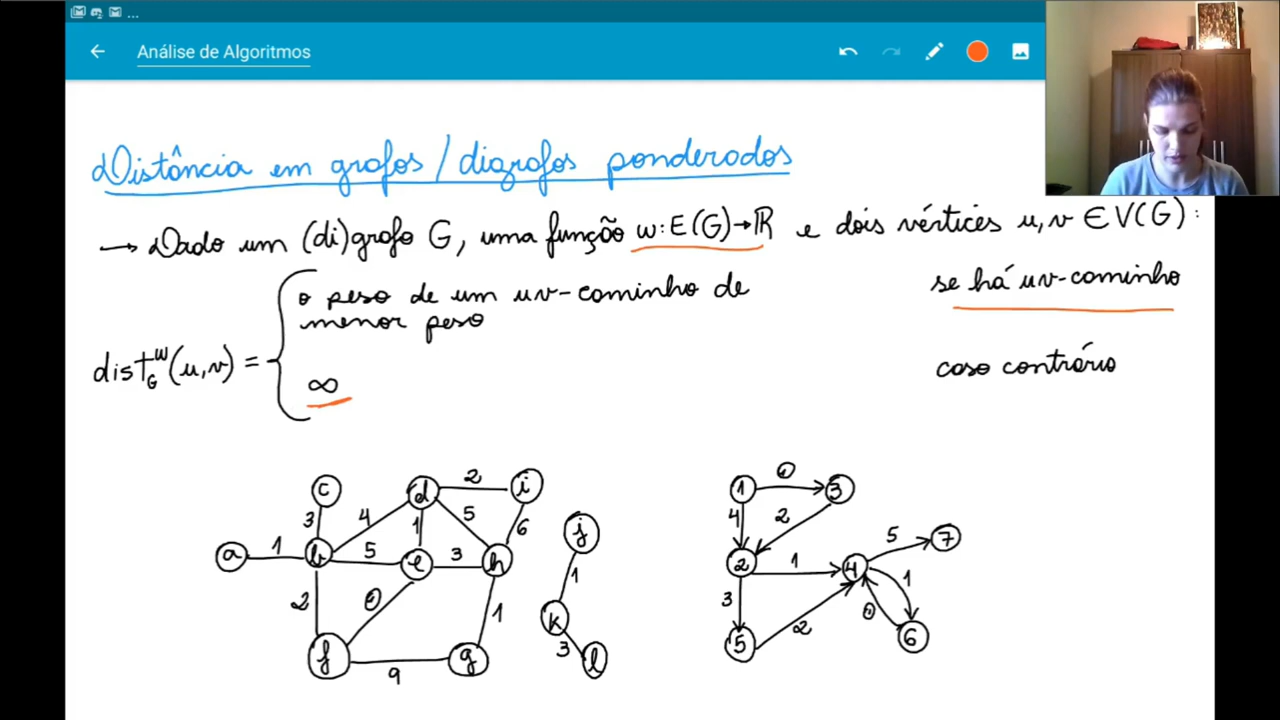 ...
Análise de Algoritmos
Distância em grafos / digrafos ponderados
→ Dado um (di)grafo G, uma função w: E(G)→ℝ e dois vértices u,v ∈ V(G):
o peso de um uv-caminho de se há uv-caminho
menor peso
dist_G^w(u,v) =
∞ caso contrário
c d 2 i 1 0 3
3 4 1 5 6 j 4 2
a 1 b 5 e 3 h 2 1 4 5 7
2 0 1 1 3 0 1
k
f 9 g 3 l 5 2 6